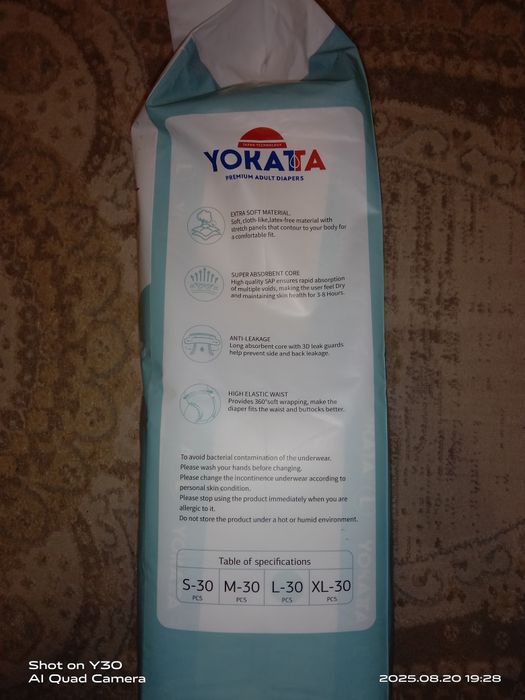 JAPAN TECHNOLOGY
YOKATTA
PREMIUM ADULT DIAPERS
EXTRA SOFT MATERIAL.
Soft, cloth-like,latex-free material with
stretch panels that contour to your body for
a comfortable fit.
SUPER ABSORBENT CORE
High quality SAP ensures rapid absorption
of multiple voids, making the user feel Dry
and maintaining skin health for 3-8 Hours.
ANTI-LEAKAGE
Long absorbent core with 3D leak guards
help prevent side and back leakage.
HIGH ELASTIC WAIST
Provides 360°soft wrapping, make the
diaper fits the waist and buttocks better.
To avoid bacterial contamination of the underwear.
Please wash your hands before changing.
Please change the incontinence underwear according to
personal skin condition.
Please stop using the product immediately when you are
allergic to it.
Do not store the product under a hot or humid environment.
Table of specifications
S-30 M-30 L-30 XL-30
PCS PCS PCS PCS
Shot on Y30
AI Quad Camera
2025.08.20 19:28